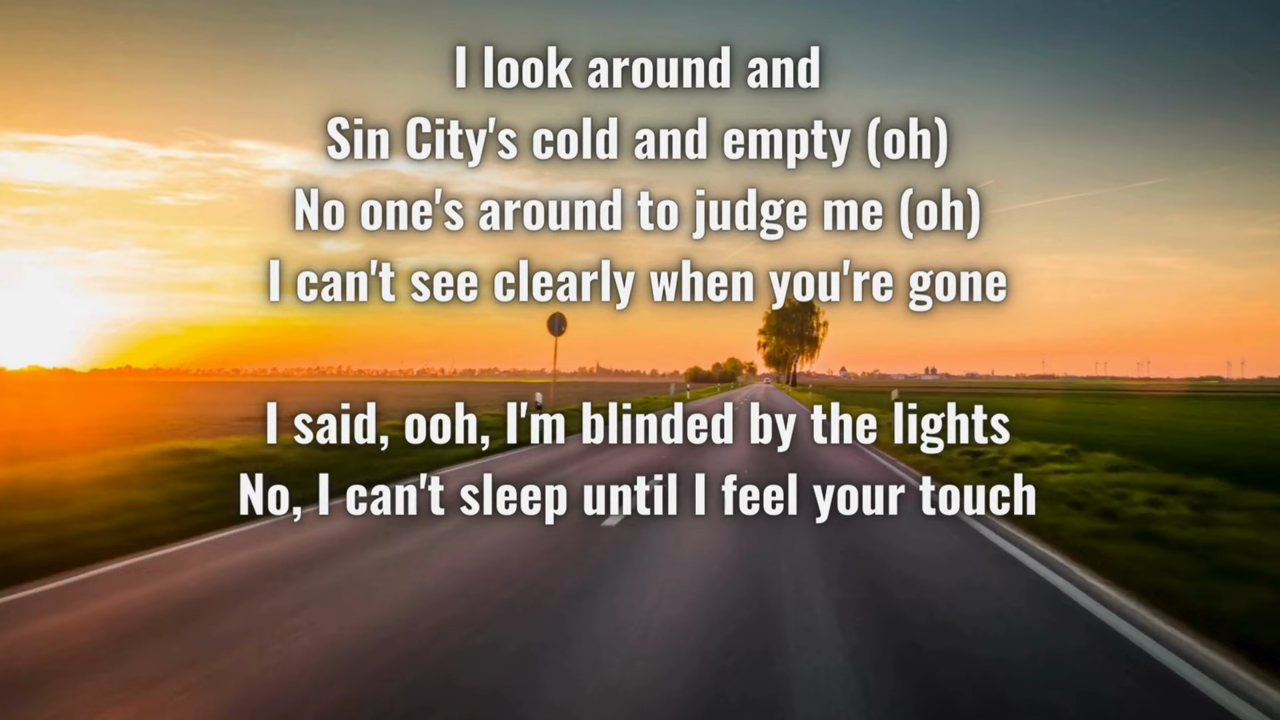 I look around and
Sin City's cold and empty (oh)
No one's around to judge me (oh)
I can't see clearly when you're gone
I said, ooh, I'm blinded by the lights
No, I can't sleep until I feel your touch